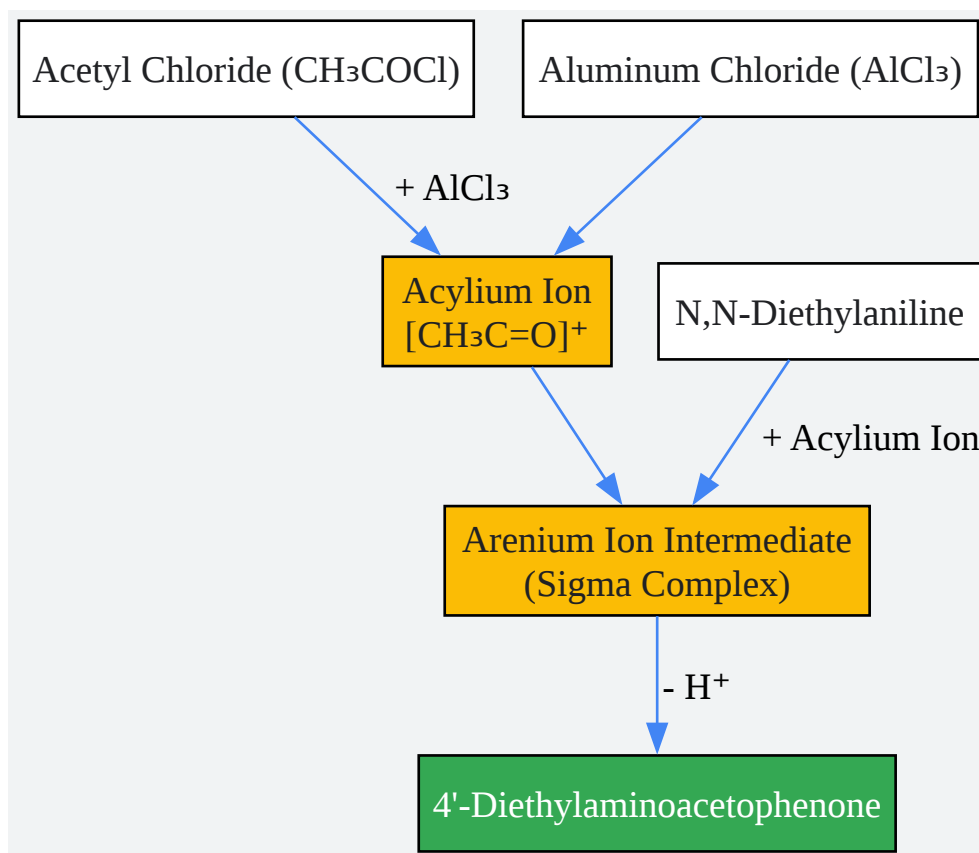 Acetyl Chloride (CH₃COCl)
Aluminum Chloride (AlCl₃)
+ AlCl₃
Acylium Ion
[CH₃C=O]⁺
N,N-Diethylaniline
+ Acylium Ion
Arenium Ion Intermediate
(Sigma Complex)
- H⁺
4'-Diethylaminoacetophenone